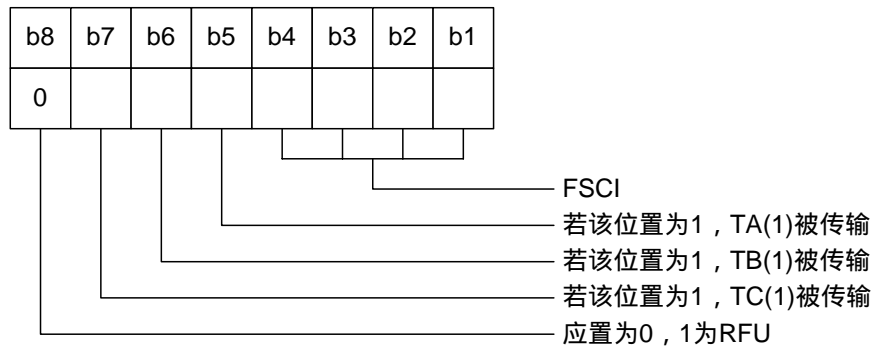 b8 b7 b6 b5 b4 b3 b2 b1
0
FSCI
若该位置为1，TA(1)被传输
若该位置为1，TB(1)被传输
若该位置为1，TC(1)被传输
应置为0，1为RFU